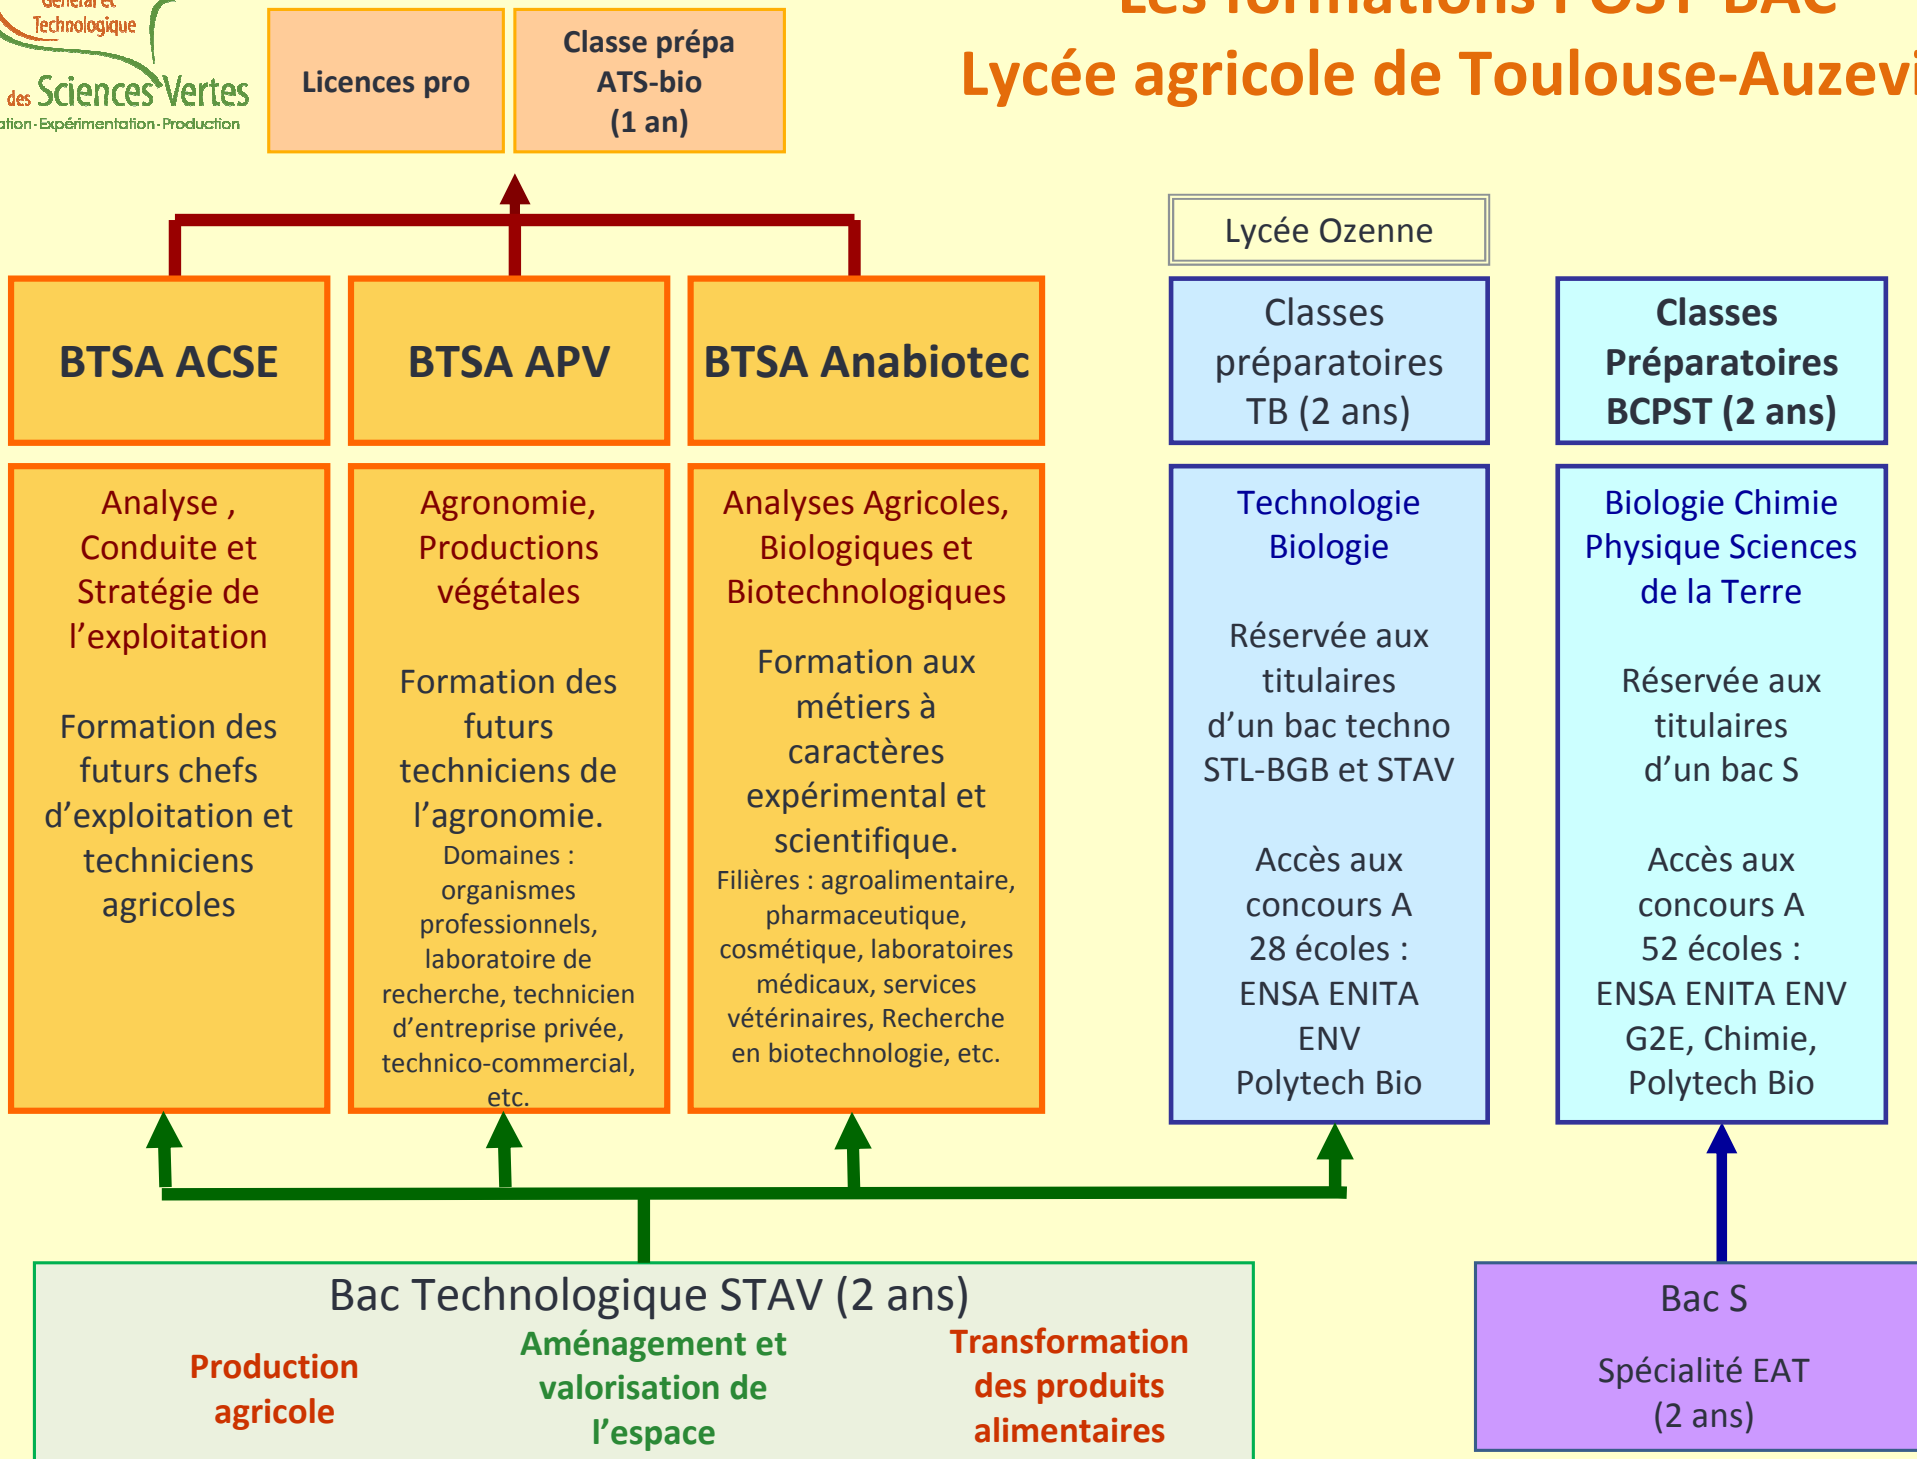 Général et
Technologique
des Sciences Vertes
ation-Expérimentation-Production
Licences pro
Classe prépa
ATS-bio
(1 an)
Les formations POST BAC
Lycée agricole de Toulouse-Auzevi
BTSA ACSE
Analyse ,
Conduite et
Stratégie de
l’exploitation
Formation des
futurs chefs
d’exploitation et
techniciens
agricoles
BTSA APV
Agronomie,
Productions
végétales
Formation des
futurs
techniciens de
l’agronomie.
Domaines :
organismes
professionnels,
laboratoire de
recherche, technicien
d’entreprise privée,
technico-commercial,
etc.
BTSA Anabiotec
Analyses Agricoles,
Biologiques et
Biotechnologiques
Formation aux
métiers à
caractères
expérimental et
scientifique.
Filières : agroalimentaire,
pharmaceutique,
cosmétique, laboratoires
médicaux, services
vétérinaires, Recherche
en biotechnologie, etc.
Lycée Ozenne
Classes
préparatoires
TB (2 ans)
Technologie
Biologie
Réservée aux
titulaires
d’un bac techno
STL-BGB et STAV
Accès aux
concours A
28 écoles :
ENSA ENITA
ENV
Polytech Bio
Classes
Préparatoires
BCPST (2 ans)
Biologie Chimie
Physique Sciences
de la Terre
Réservée aux
titulaires
d’un bac S
Accès aux
concours A
52 écoles :
ENSA ENITA ENV
G2E, Chimie,
Polytech Bio
Bac Technologique STAV (2 ans)
Production
agricole
Aménagement et
valorisation de
l’espace
Transformation
des produits
alimentaires
Bac S
Spécialité EAT
(2 ans)